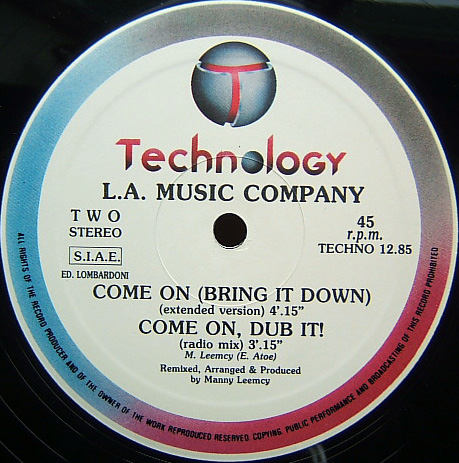 T
Technology
L.A. MUSIC COMPANY
TWO
STEREO
45
r.p.m.
TECHNO 12.85
S.I.A.E.
ED. LOMBARDONI
COME ON (BRING IT DOWN)
(extended version) 4'.15"
COME ON, DUB IT!
(radio mix) 3'.15"
M. Leemcy (E. Atoe)
Remixed, Arranged & Produced
by Manny Leemcy
ALL RIGHTS OF THE RECORD PRODUCER AND OF THE OWNER OF THE WORK REPRODUCED RESERVED. COPYING, PUBLIC PERFORMANCE AND BROADCASTING OF THIS RECORD PROHIBITED